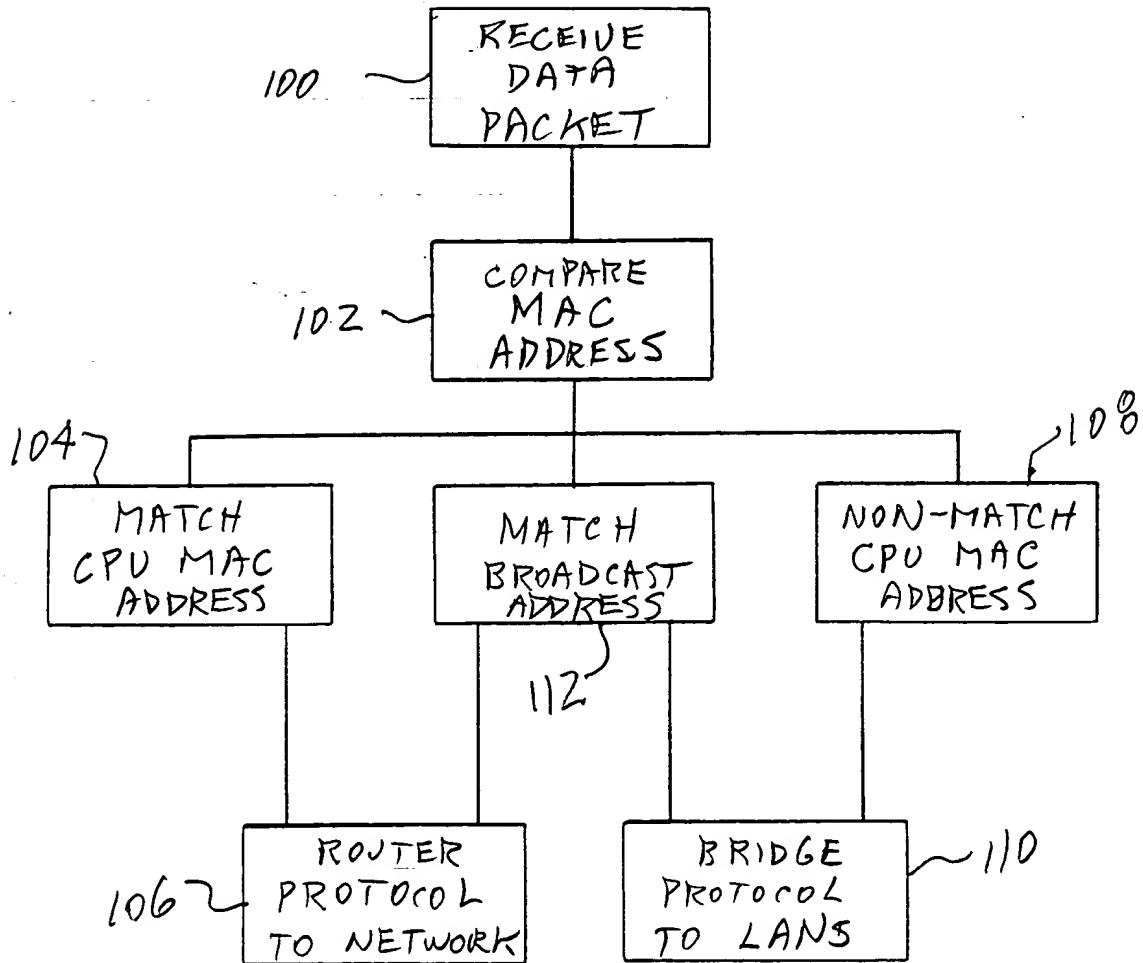 RECEIVE
DATA
PACKET
100
COMPARE
MAC
ADDRESS
102
104
MATCH
CPU MAC
ADDRESS
MATCH
BROADCAST
ADDRESS
112
108
NON-MATCH
CPU MAC
ADDRESS
ROUTER
PROTOCOL
TO NETWORK
106
BRIDGE
PROTOCOL
TO LANS
110